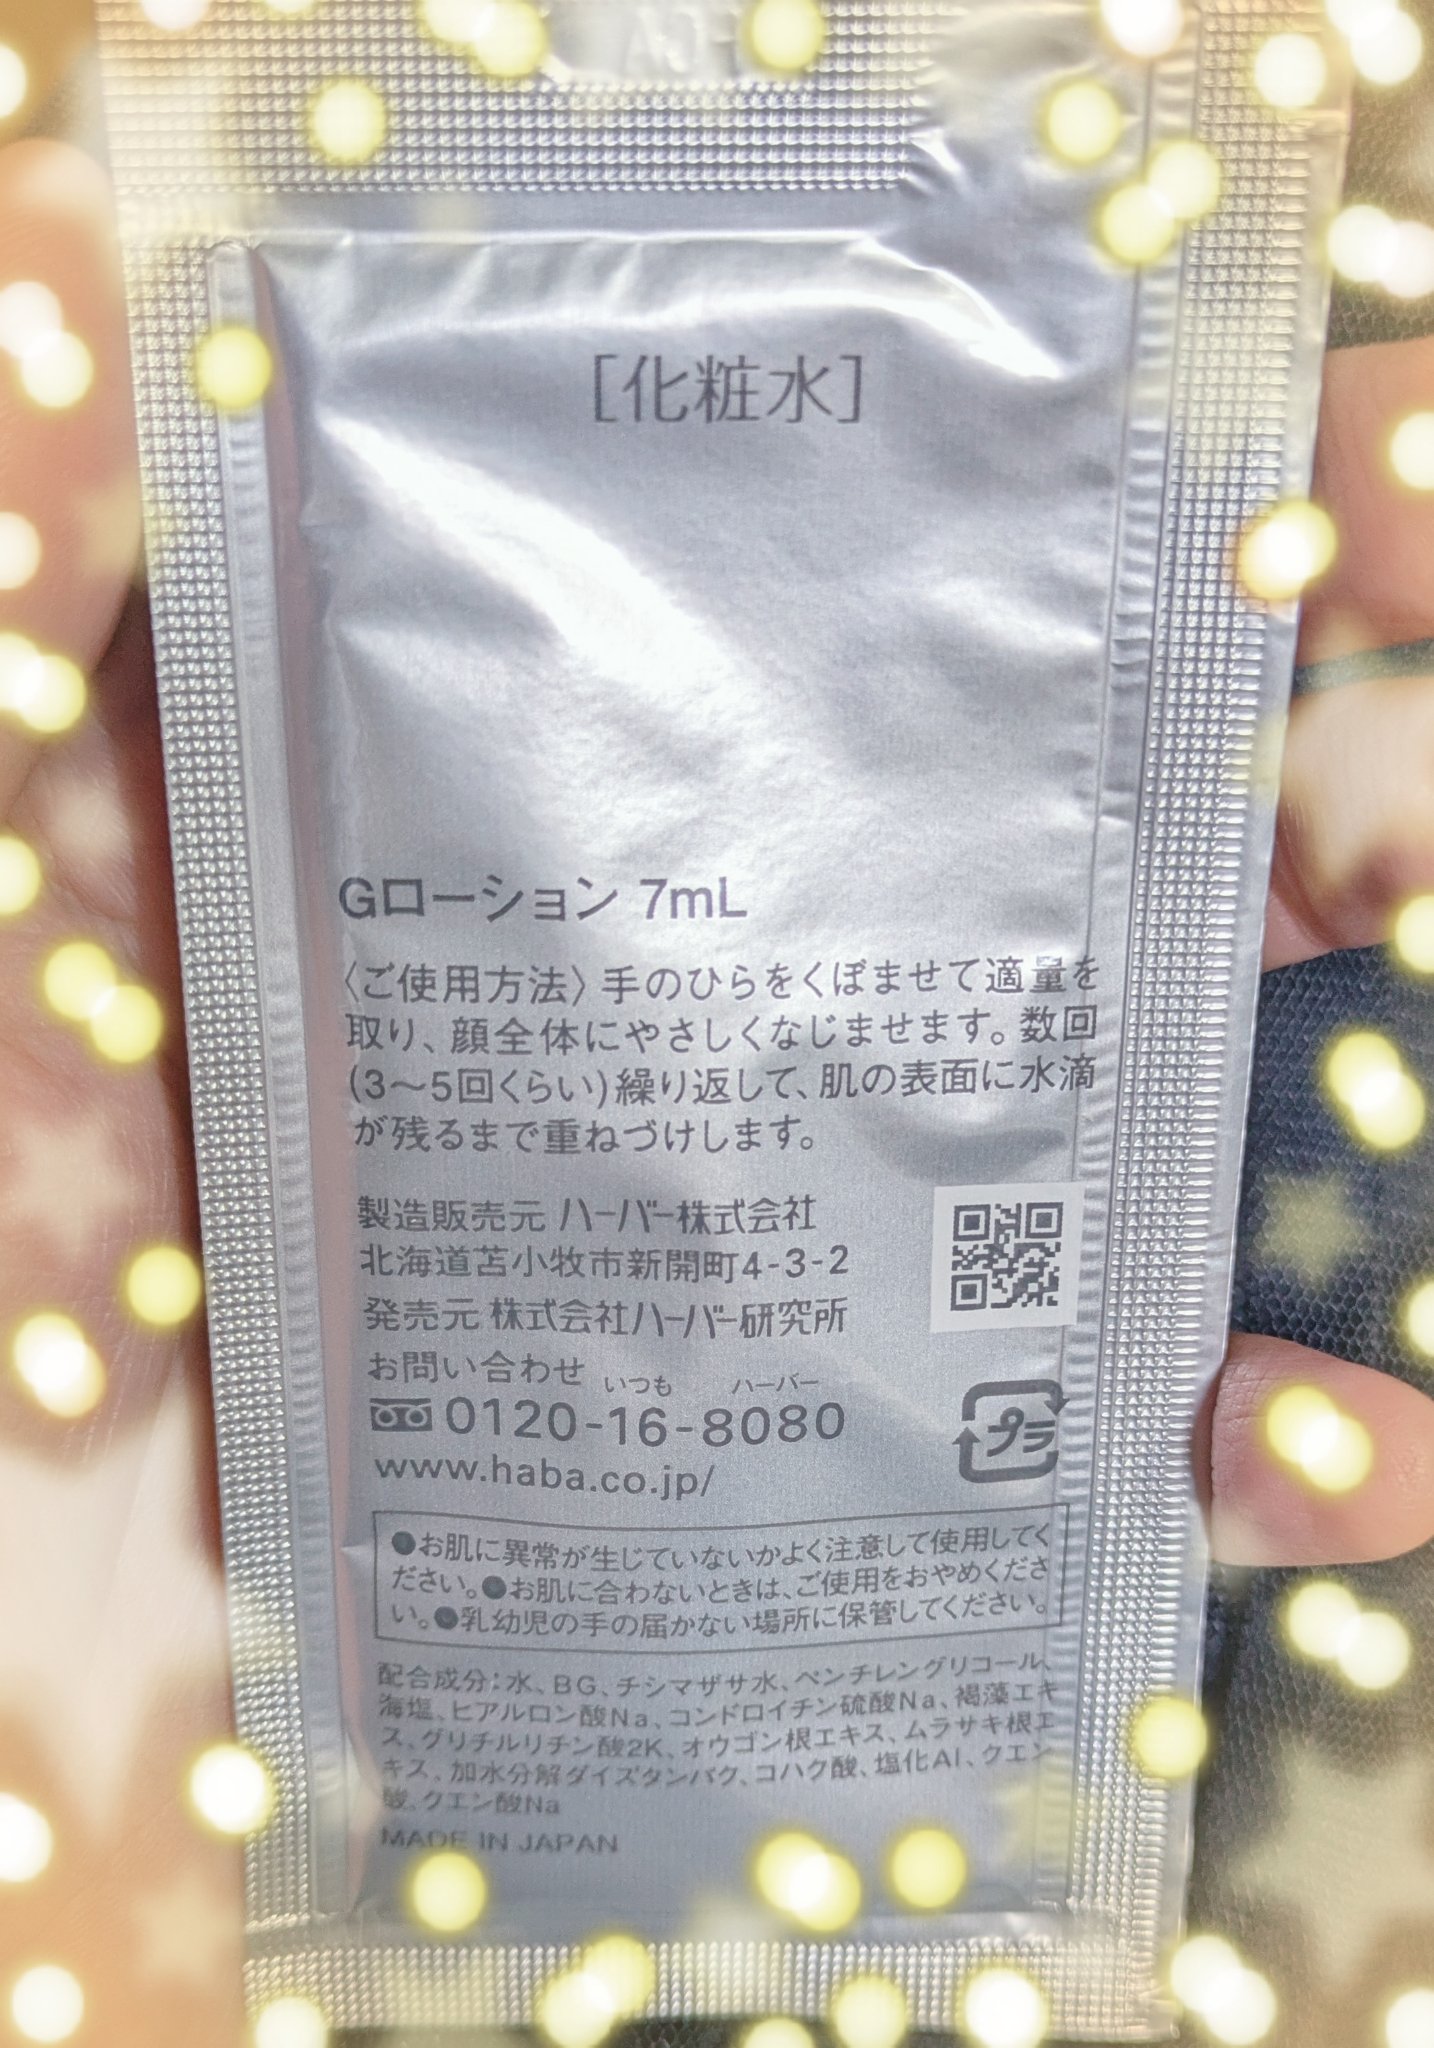 [化粧水]
Gローション 7mL
〈ご使用方法〉手のひらをくぼませて適量を
取り、顔全体にやさしくなじませます。数回
(3〜5回くらい)繰り返して、肌の表面に水滴
が残るまで重ねづけします。
製造販売元 ハーバー株式会社
北海道苫小牧市新開町4-3-2
発売元 株式会社ハーバー研究所
お問い合わせ
いつも ハーバー
0120-16-8080
www.haba.co.jp/
プラ
●お肌に異常が生じていないかよく注意して使用してく
ださい。●お肌に合わないときは、ご使用をおやめくださ
い。●乳幼児の手の届かない場所に保管してください。
配合成分:水、BG、チシマザサ水、ペンチレングリコール、
海塩、ヒアルロン酸Na、コンドロイチン硫酸Na、褐藻エキ
ス、グリチルリチン酸2K、オウゴン根エキス、ムラサキ根エ
キス、加水分解ダイズタンパク、コハク酸、塩化Al、クエン
酸、クエン酸Na
MADE IN JAPAN